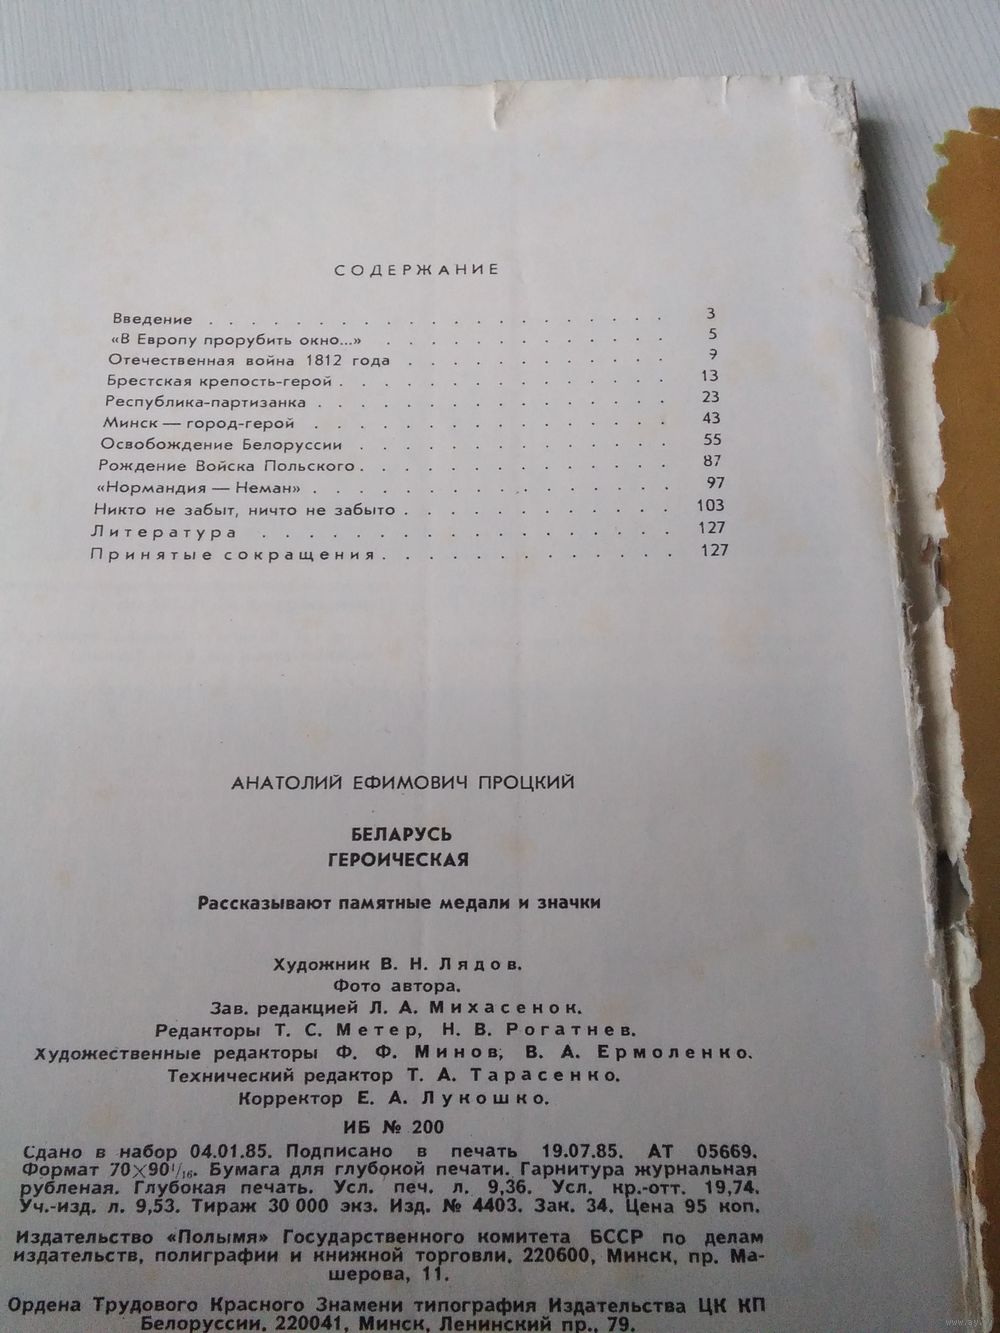 СОДЕРЖАНИЕ
Введение . . . . . . . . . . . . . . . . . 3
«В Европу прорубить окно...» . . . . . . . . . . . 5
Отечественная война 1812 года . . . . . . . . . . 9
Брестская крепость-герой . . . . . . . . . . . . 13
Республика-партизанка . . . . . . . . . . . . . 23
Минск — город-герой . . . . . . . . . . . . . 43
Освобождение Белоруссии . . . . . . . . . . . . 55
Рождение Войска Польского . . . . . . . . . . . 87
«Нормандия — Неман» . . . . . . . . . . . . . 97
Никто не забыт, ничто не забыто . . . . . . . . . . 103
Литература . . . . . . . . . . . . . . . 127
Принятые сокращения . . . . . . . . . . . 127
АНАТОЛИЙ ЕФИМОВИЧ ПРОЦКИЙ
БЕЛАРУСЬ
ГЕРОИЧЕСКАЯ
Рассказывают памятные медали и значки
Художник В. Н. Лядов.
Фото автора.
Зав. редакцией Л. А. Михасенок.
Редакторы Т. С. Метер, Н. В. Рогатнев.
Художественные редакторы Ф. Ф. Минов, В. А. Ермоленко.
Технический редактор Т. А. Тарасенко.
Корректор Е. А. Лукошко.
ИБ № 200
Сдано в набор 04.01.85. Подписано в печать 19.07.85. АТ 05669.
Формат 70×90¹/₁₆. Бумага для глубокой печати. Гарнитура журнальная
рубленая. Глубокая печать. Усл. печ. л. 9,36. Усл. кр.-отт. 19,74.
Уч.-изд. л. 9,53. Тираж 30 000 экз. Изд. № 4403. Зак. 34. Цена 95 коп.
Издательство «Полымя» Государственного комитета БССР по делам
издательств, полиграфии и книжной торговли. 220600, Минск, пр. Ма-
шерова, 11.
Ордена Трудового Красного Знамени типография Издательства ЦК КП
Белоруссии. 220041, Минск, Ленинский пр., 79.